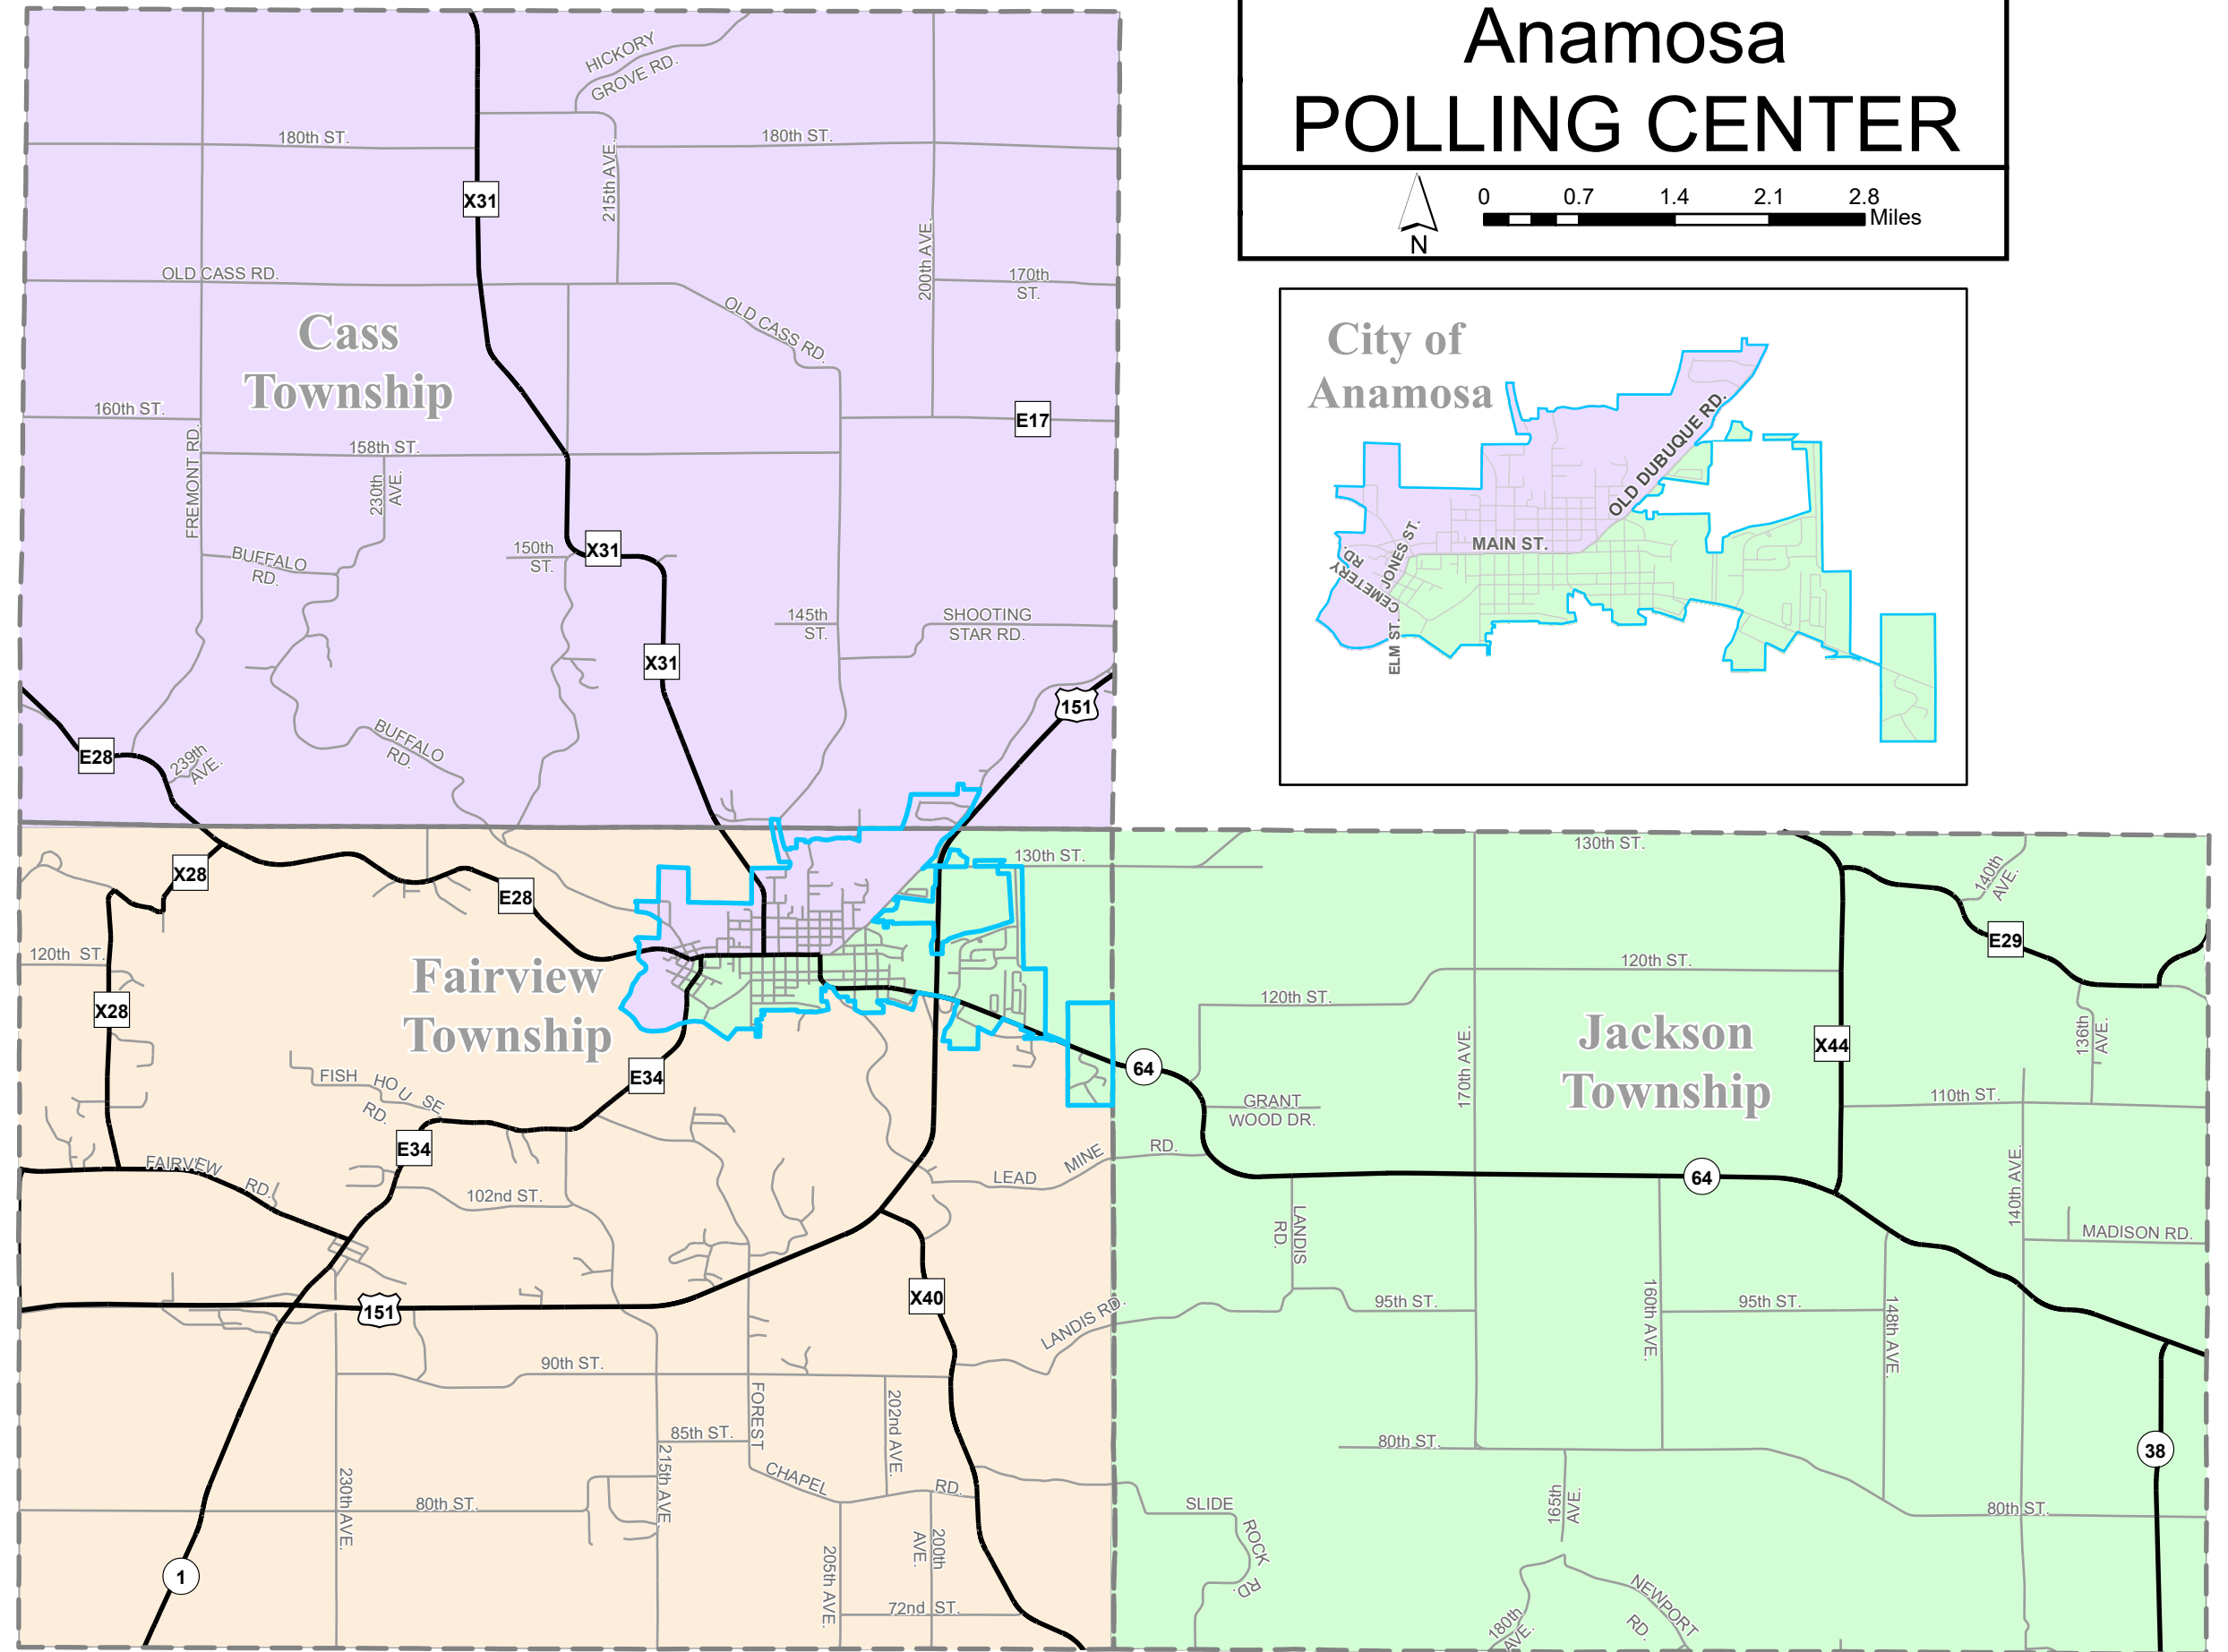 Anamosa
POLLING CENTER
0 0.7 1.4 2.1 2.8
Miles
N
City of
Anamosa
OLD DUBUQUE RD.
MAIN ST.
JONES ST.
CEMETERY
RD.
ELM ST.
HICKORY
GROVE RD.
180th ST.
180th ST.
X31
215th AVE.
200th AVE.
OLD CASS RD.
170th
ST.
OLD CASS RD.
Cass
Township
160th ST.
E17
FREMONT RD.
158th ST.
230th
AVE.
BUFFALO
RD.
150th
ST.
X31
145th
ST.
SHOOTING
STAR RD.
X31
151
BUFFALO
RD.
E28
239th
AVE.
X28
E28
130th ST.
130th ST.
140th
AVE.
E29
120th ST.
Fairview
Township
X28
120th ST.
120th ST.
Jackson
Township
170th AVE.
X44
136th
AVE.
64
E34
FISH HOUSE
RD.
E34
GRANT
WOOD DR.
110th ST.
FAIRVIEW
RD.
LEAD MINE RD.
102nd ST.
64
140th AVE.
LANDIS
RD.
MADISON RD.
151
X40
LANDIS RD.
95th ST.
160th AVE.
95th ST.
148th AVE.
90th ST.
FOREST
202nd AVE.
85th ST.
215th AVE.
CHAPEL RD.
80th ST.
38
230th AVE.
80th ST.
SLIDE
ROCK
RD.
165th
AVE.
80th ST.
1
205th AVE.
200th
AVE.
72nd ST.
180th
AVE.
NEWPORT
RD.